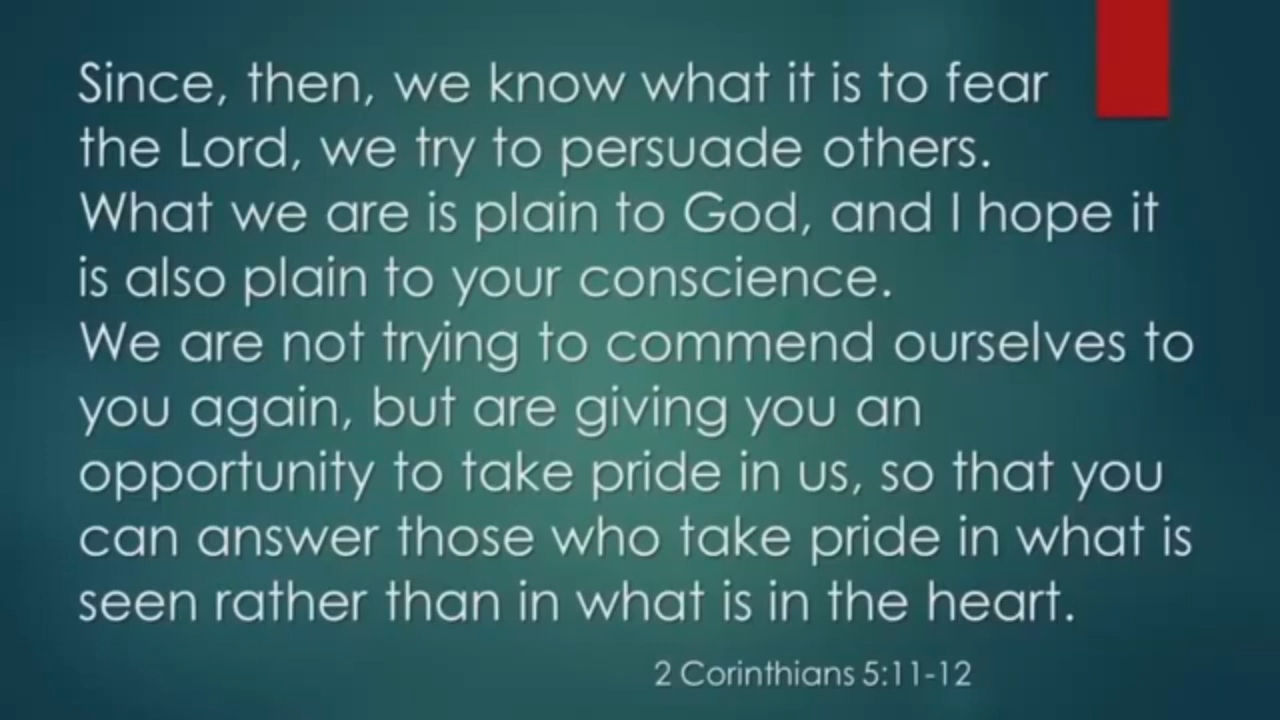 Since, then, we know what it is to fear
the Lord, we try to persuade others.
What we are is plain to God, and I hope it
is also plain to your conscience.
We are not trying to commend ourselves to
you again, but are giving you an
opportunity to take pride in us, so that you
can answer those who take pride in what is
seen rather than in what is in the heart.
2 Corinthians 5:11-12